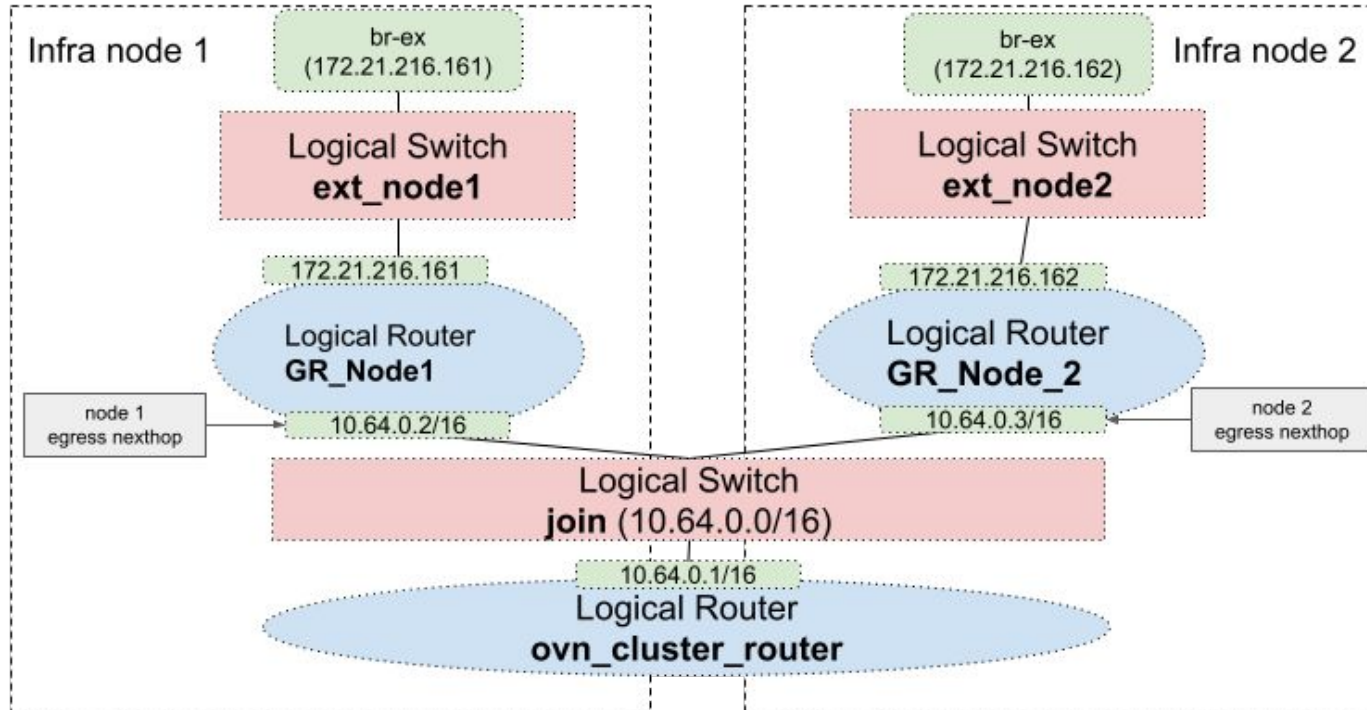 Infra node 1
br-ex
(172.21.216.161)
Logical Switch
ext_node1
172.21.216.161
Logical Router
GR_Node1
node 1
egress nexthop
10.64.0.2/16
br-ex
(172.21.216.162)
Infra node 2
Logical Switch
ext_node2
172.21.216.162
Logical Router
GR_Node_2
10.64.0.3/16
node 2
egress nexthop
Logical Switch
join (10.64.0.0/16)
10.64.0.1/16
Logical Router
ovn_cluster_router